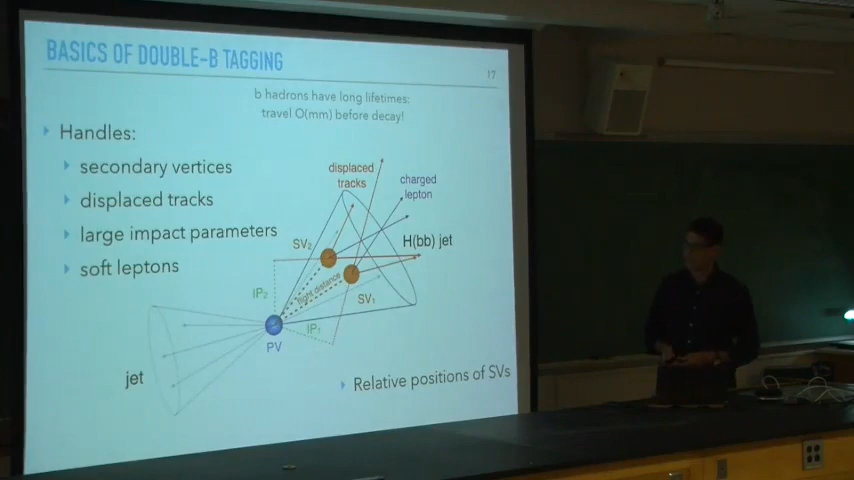 BASICS OF DOUBLE-B TAGGING
17
b hadrons have long lifetimes:
travel O(mm) before decay!
Handles:
secondary vertices
displaced tracks
large impact parameters
soft leptons
displaced
tracks
charged
lepton
SV₂
H(bb) jet
flight distance
SV₁
IP₂
IP₁
PV
jet
Relative positions of SVs